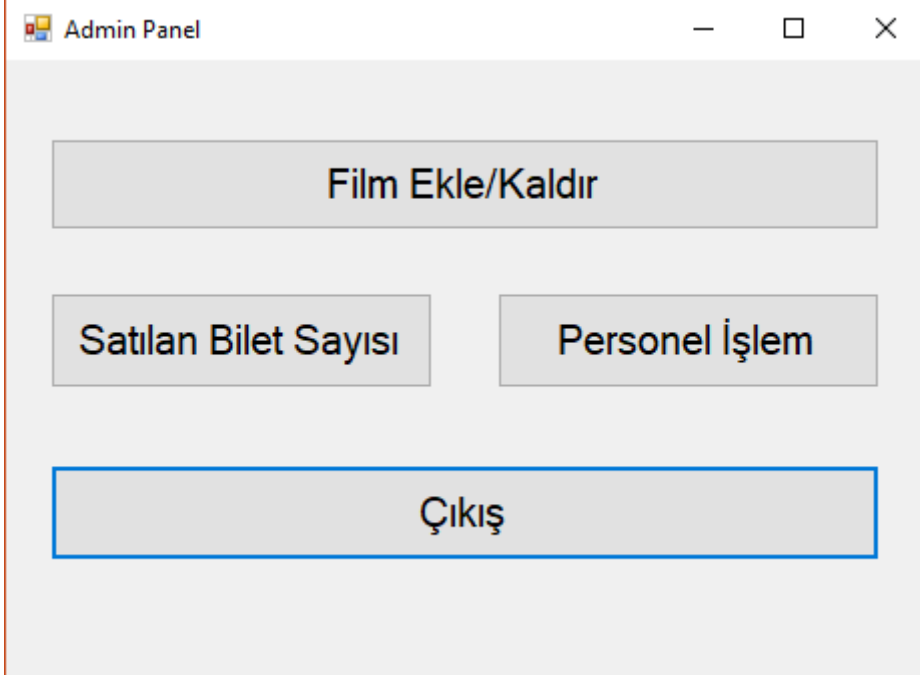 Admin Panel
Film Ekle/Kaldır
Satılan Bilet Sayısı
Personel İşlem
Çıkış